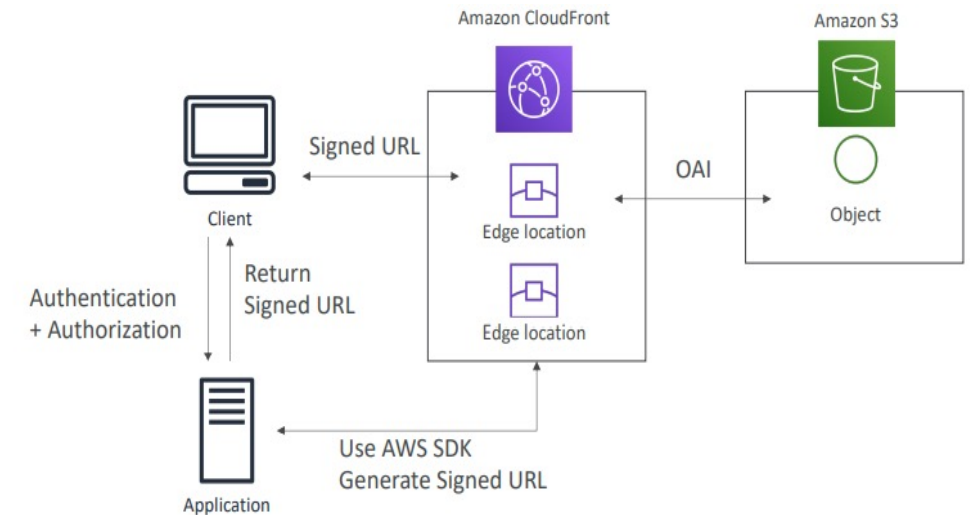 Amazon CloudFront
Amazon S3
Signed URL
OAI
Client
Edge location
Object
Return
Signed URL
Authentication
+ Authorization
Edge location
Use AWS SDK
Generate Signed URL
Application